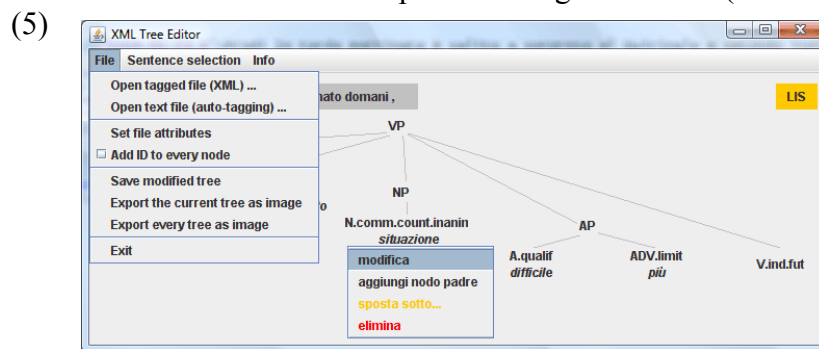 (5)
XML Tree Editor
File Sentence selection Info
Open tagged file (XML) ...
Open text file (auto-tagging) ...
Set file attributes
Add ID to every node
Save modified tree
Export the current tree as image
Export every tree as image
Exit
domani ,
LIS
VP
NP
N.comm.count.inanin
situazione
AP
A.qualif
difficile
ADV.limit
più
V.ind.fut
modifica
aggiungi nodo padre
sposta sotto...
elimina